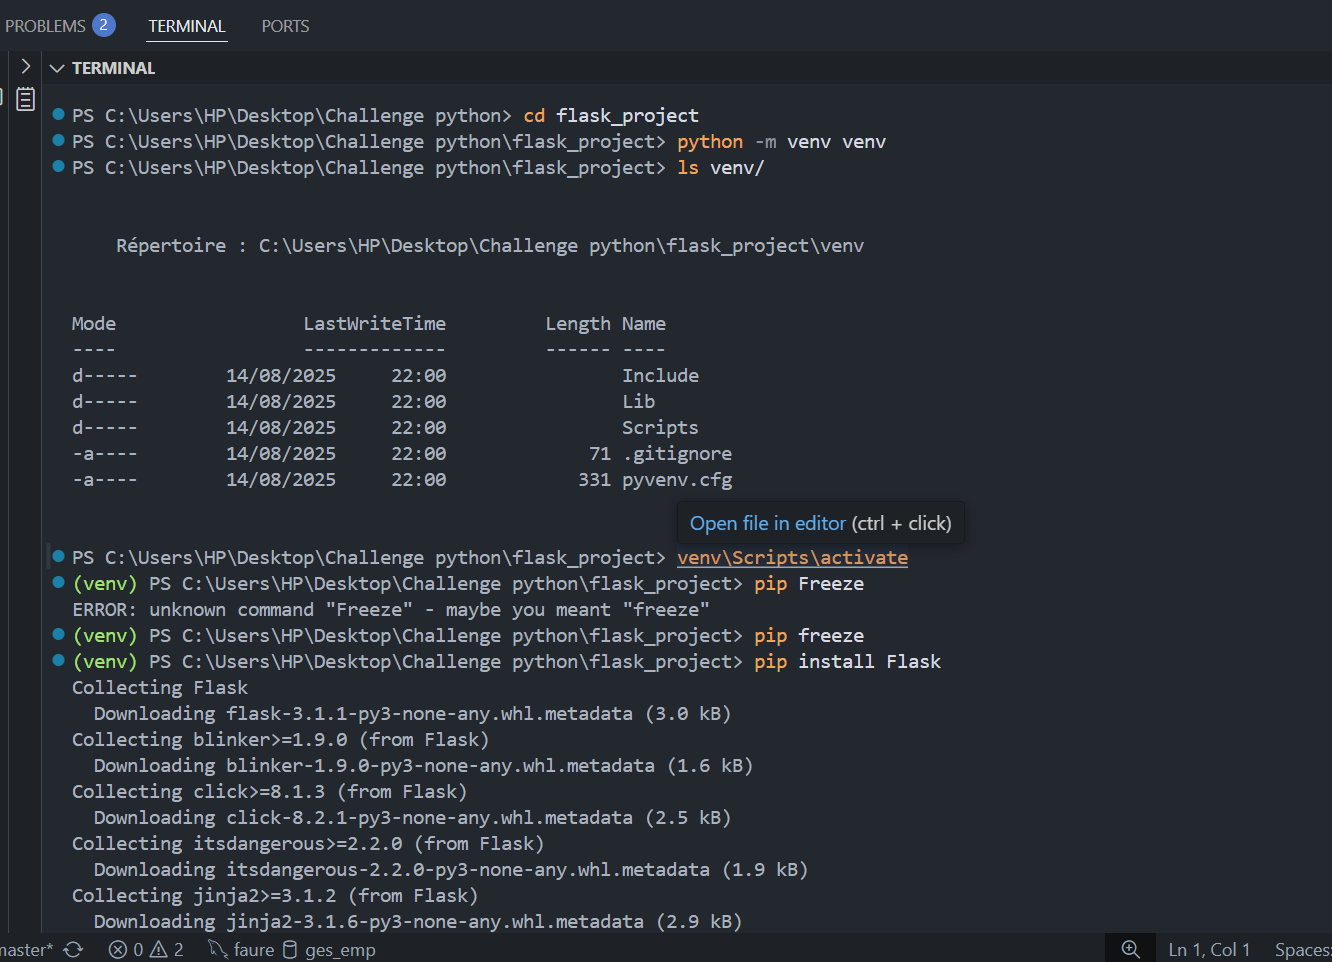 PROBLEMS 2 TERMINAL PORTS
TERMINAL
PS C:\Users\HP\Desktop\Challenge python> cd flask_project
PS C:\Users\HP\Desktop\Challenge python\flask_project> python -m venv venv
PS C:\Users\HP\Desktop\Challenge python\flask_project> ls venv/
Répertoire : C:\Users\HP\Desktop\Challenge python\flask_project\venv
Mode LastWriteTime Length Name
---- ------------- ------ ----
d----- 14/08/2025 22:00 Include
d----- 14/08/2025 22:00 Lib
d----- 14/08/2025 22:00 Scripts
-a---- 14/08/2025 22:00 71 .gitignore
-a---- 14/08/2025 22:00 331 pyvenv.cfg
Open file in editor (ctrl + click)
PS C:\Users\HP\Desktop\Challenge python\flask_project> venv\Scripts\activate
(venv) PS C:\Users\HP\Desktop\Challenge python\flask_project> pip Freeze
ERROR: unknown command "Freeze" - maybe you meant "freeze"
(venv) PS C:\Users\HP\Desktop\Challenge python\flask_project> pip freeze
(venv) PS C:\Users\HP\Desktop\Challenge python\flask_project> pip install Flask
Collecting Flask
Downloading flask-3.1.1-py3-none-any.whl.metadata (3.0 kB)
Collecting blinker>=1.9.0 (from Flask)
Downloading blinker-1.9.0-py3-none-any.whl.metadata (1.6 kB)
Collecting click>=8.1.3 (from Flask)
Downloading click-8.2.1-py3-none-any.whl.metadata (2.5 kB)
Collecting itsdangerous>=2.2.0 (from Flask)
Downloading itsdangerous-2.2.0-py3-none-any.whl.metadata (1.9 kB)
Collecting jinja2>=3.1.2 (from Flask)
Downloading jinja2-3.1.6-py3-none-any.whl.metadata (2.9 kB)
master* 0 2 faure ges_emp Ln 1, Col 1 Spaces: